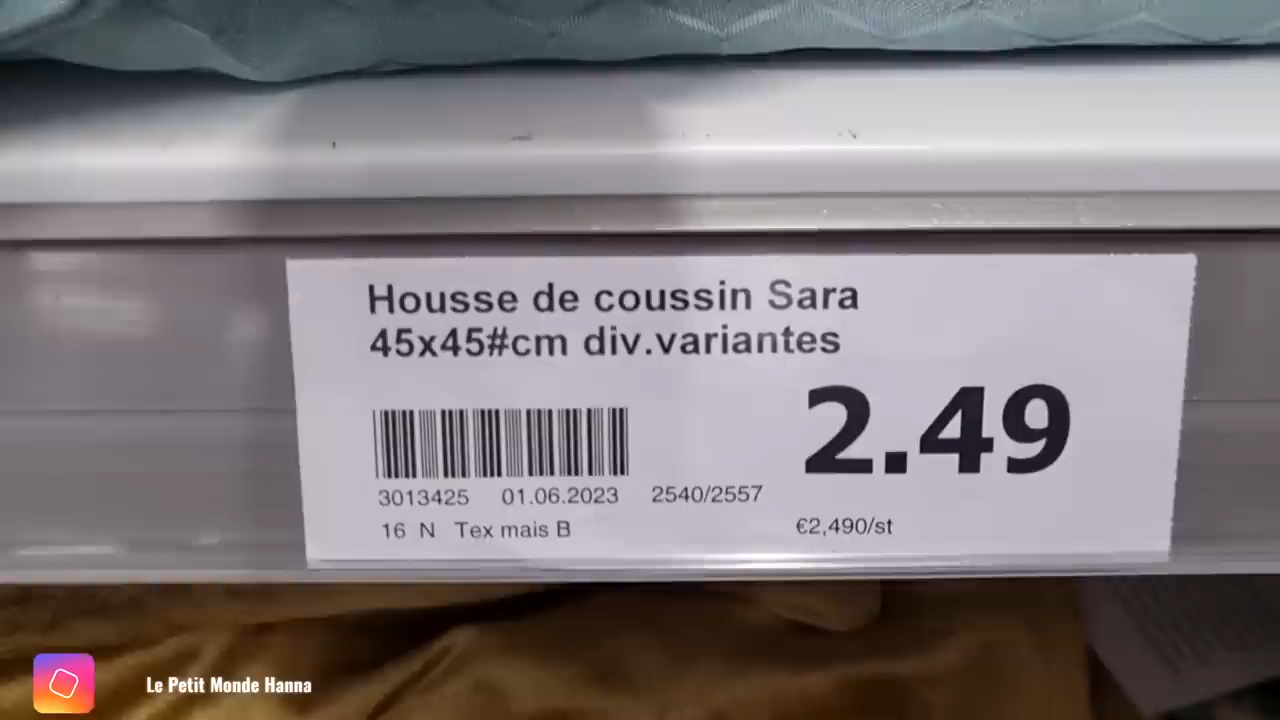 Housse de coussin Sara
45x45#cm div.variantes
2.49
3013425 01.06.2023 2540/2557
16 N Tex mais B €2,490/st
Le Petit Monde Hanna